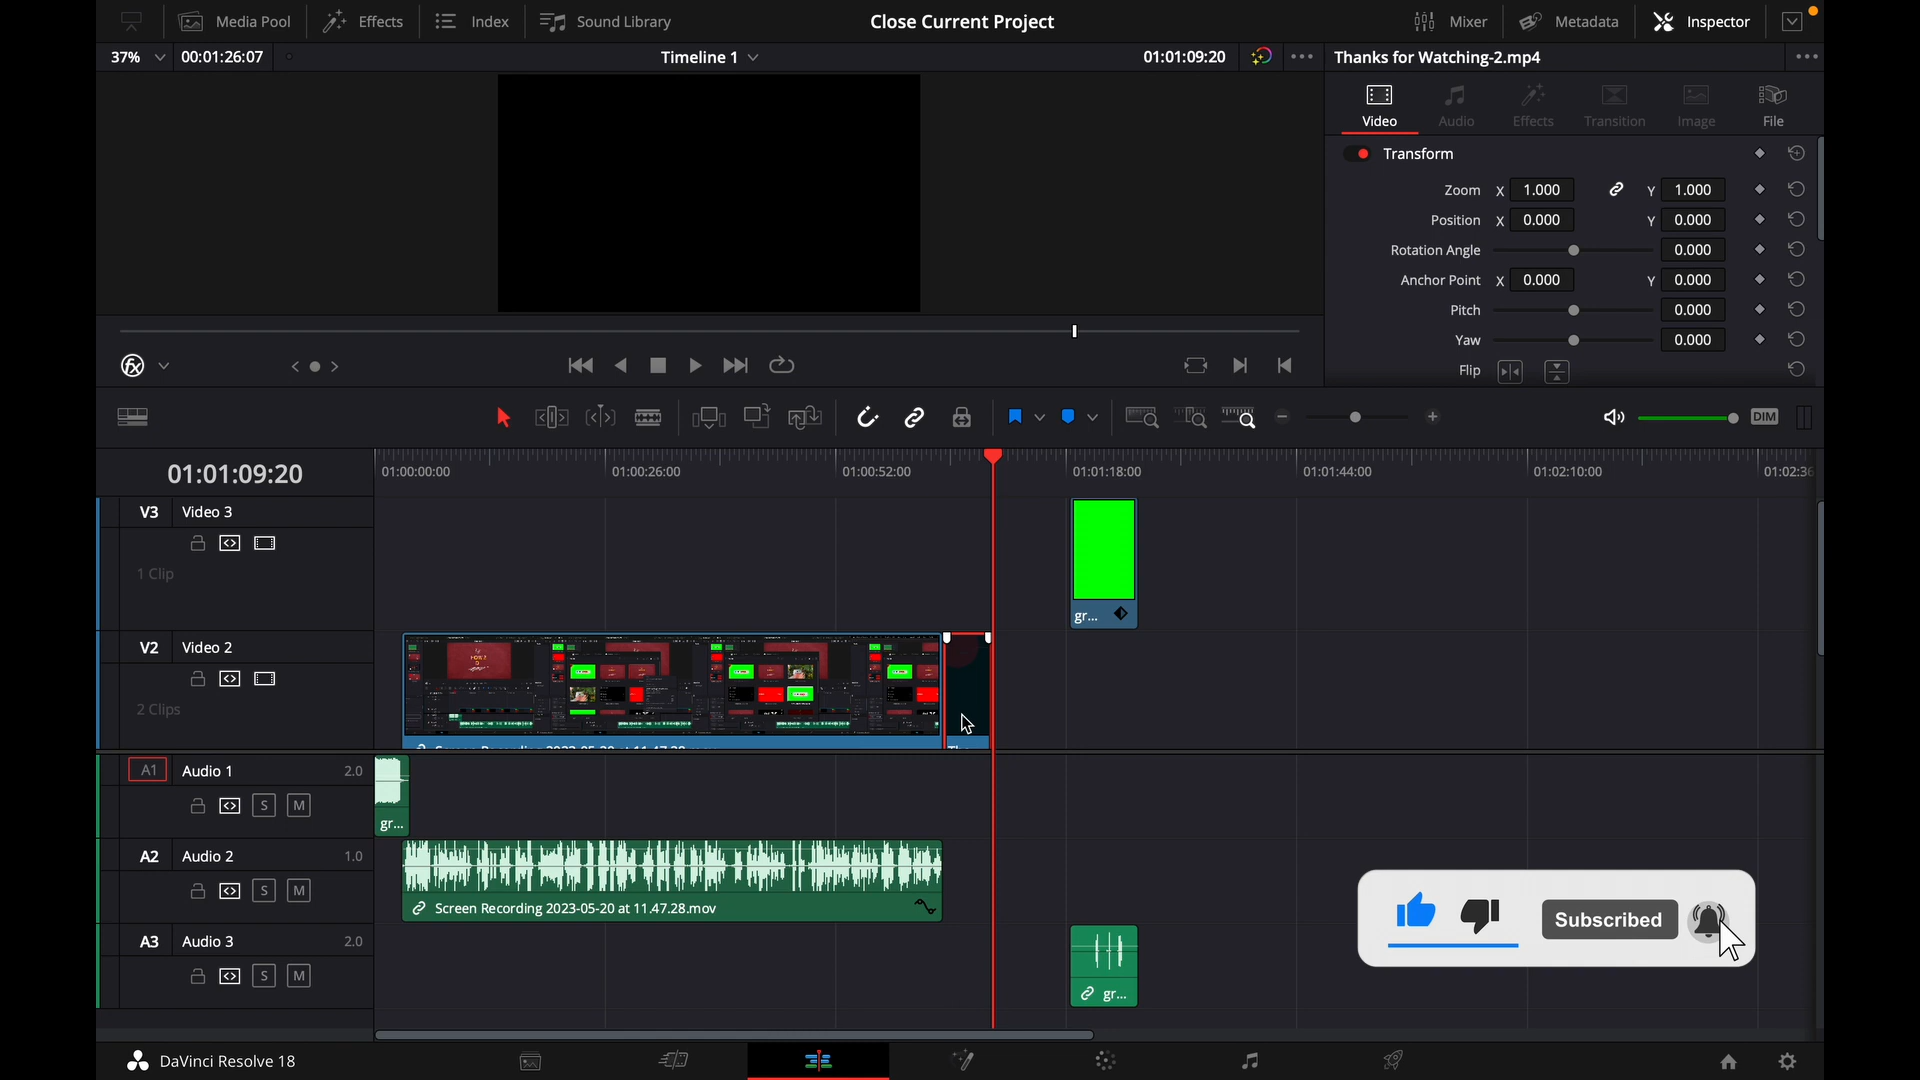 Media Pool
Effects
Index
Sound Library
Close Current Project
Mixer
Metadata
Inspector
37%
00:01:26:07
Timeline 1
01:01:09:20
Thanks for Watching-2.mp4
Video
Audio
Effects
Transition
Image
File
Transform
Zoom X 1.000 Y 1.000
Position X 0.000 Y 0.000
Rotation Angle 0.000
Anchor Point X 0.000 Y 0.000
Pitch 0.000
Yaw 0.000
Flip
DIM
01:01:09:20
01:00:00:00
01:00:26:00
01:00:52:00
01:01:18:00
01:01:44:00
01:02:10:00
01:02:36
V3 Video 3
1 Clip
gr...
V2 Video 2
2 Clips
Screen Recording 2023-05-20 at 11.47.28.mov
A1 Audio 1 2.0
S M
gr...
A2 Audio 2 1.0
S M
Screen Recording 2023-05-20 at 11.47.28.mov
A3 Audio 3 2.0
S M
gr...
Subscribed
DaVinci Resolve 18